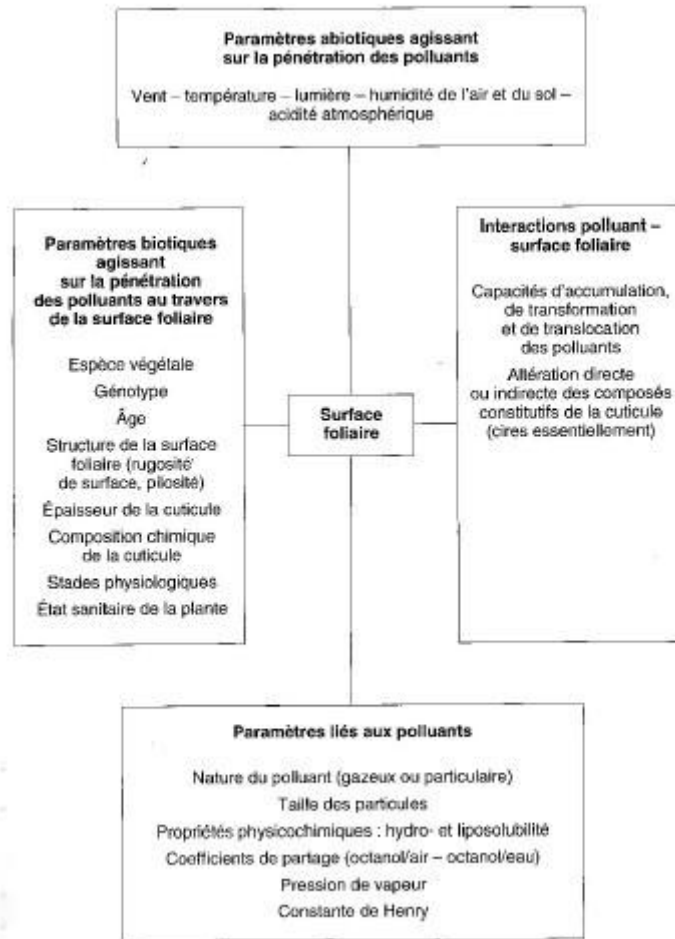 Paramètres abiotiques agissant
sur la pénétration des polluants
Vent – température – lumière – humidité de l'air et du sol –
acidité atmosphérique
Paramètres biotiques
agissant
sur la pénétration
des polluants au travers
de la surface foliaire
Espèce végétale
Génotype
Âge
Structure de la surface
foliaire (rugosité
de surface, pilosité)
Épaisseur de la cuticule
Composition chimique
de la cuticule
Stades physiologiques
État sanitaire de la plante
Surface
foliaire
Interactions polluant –
surface foliaire
Capacités d'accumulation,
de transformation
et de translocation
des polluants
Altération directe
ou indirecte des composés
constitutifs de la cuticule
(cires essentiellement)
Paramètres liés aux polluants
Nature du polluant (gazeux ou particulaire)
Taille des particules
Propriétés physicochimiques : hydro- et liposolubilité
Coefficients de partage (octanol/air – octanol/eau)
Pression de vapeur
Constante de Henry